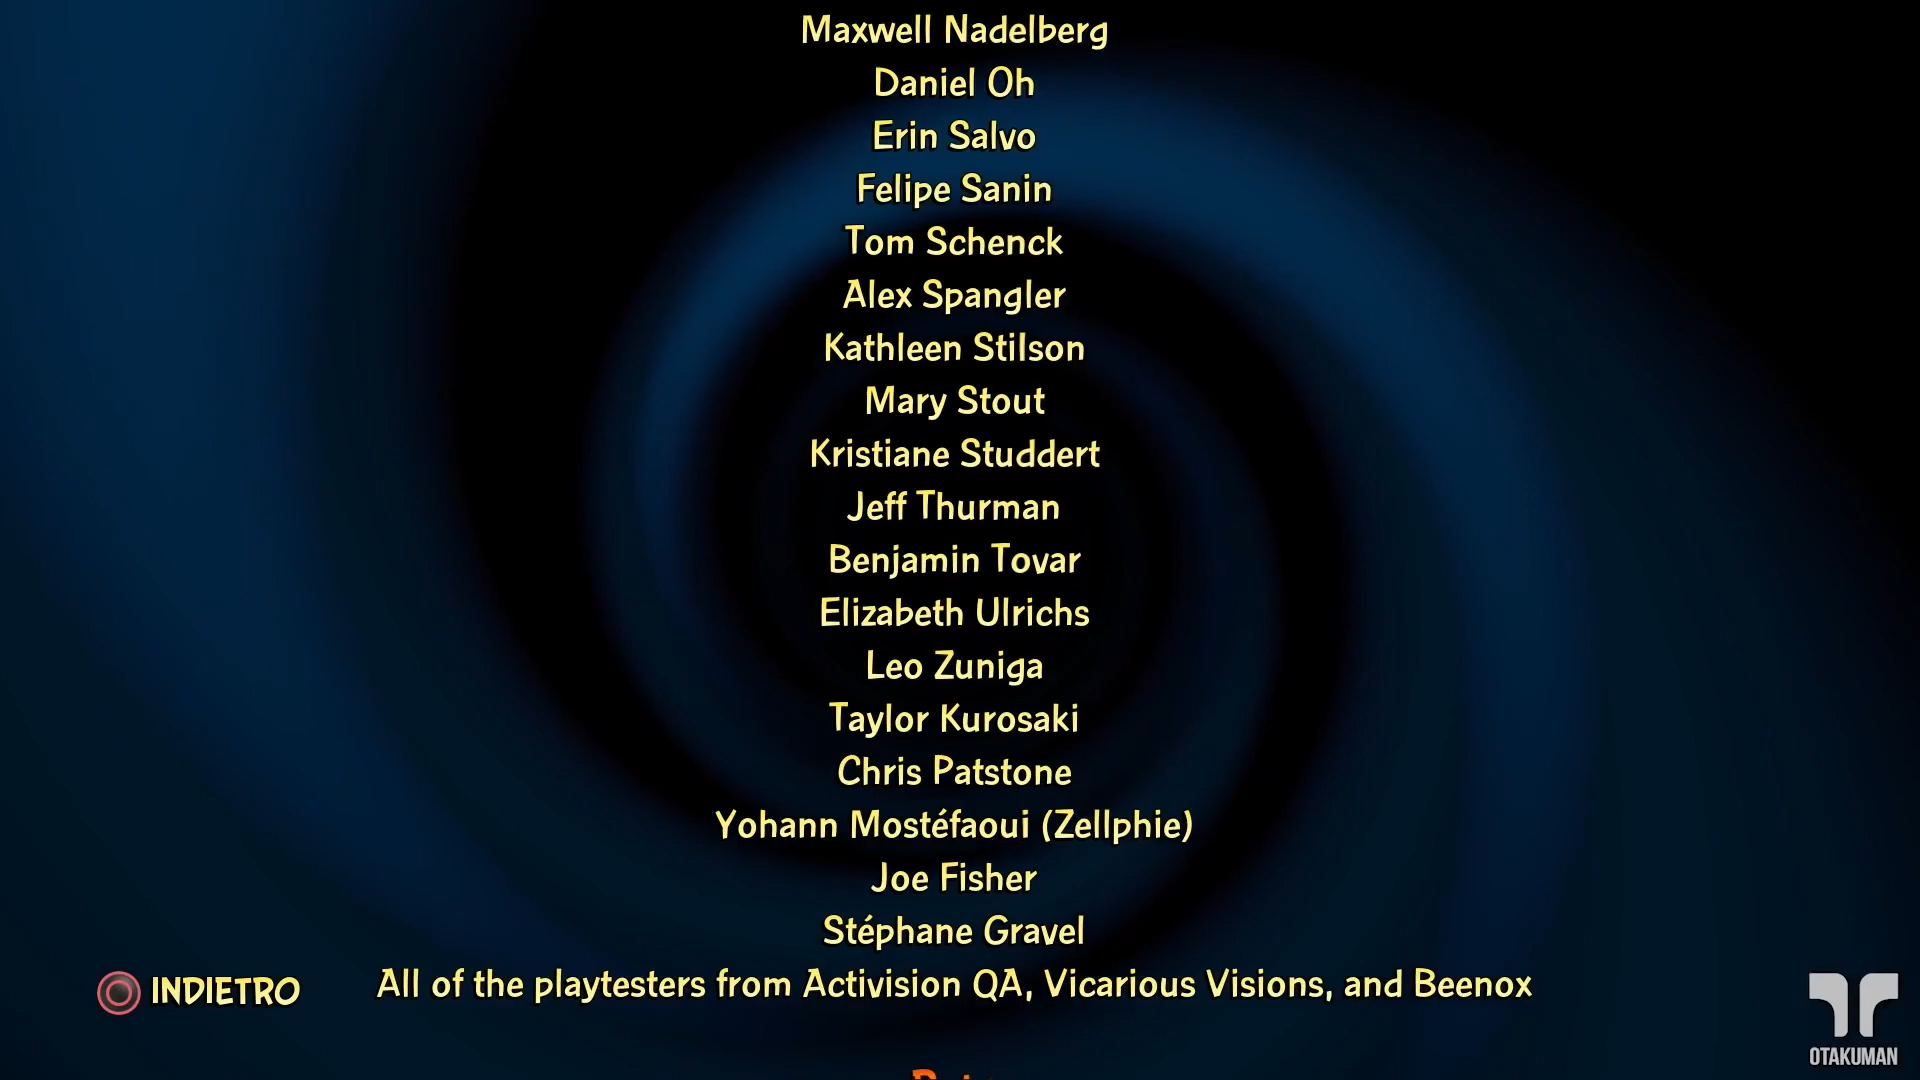 Maxwell Nadelberg
Daniel Oh
Erin Salvo
Felipe Sanin
Tom Schenck
Alex Spangler
Kathleen Stilson
Mary Stout
Kristiane Studdert
Jeff Thurman
Benjamin Tovar
Elizabeth Ulrichs
Leo Zuniga
Taylor Kurosaki
Chris Patstone
Yohann Mostéfaoui (Zellphie)
Joe Fisher
Stéphane Gravel
All of the playtesters from Activision QA, Vicarious Visions, and Beenox
INDIETRO
OTAKUMAN